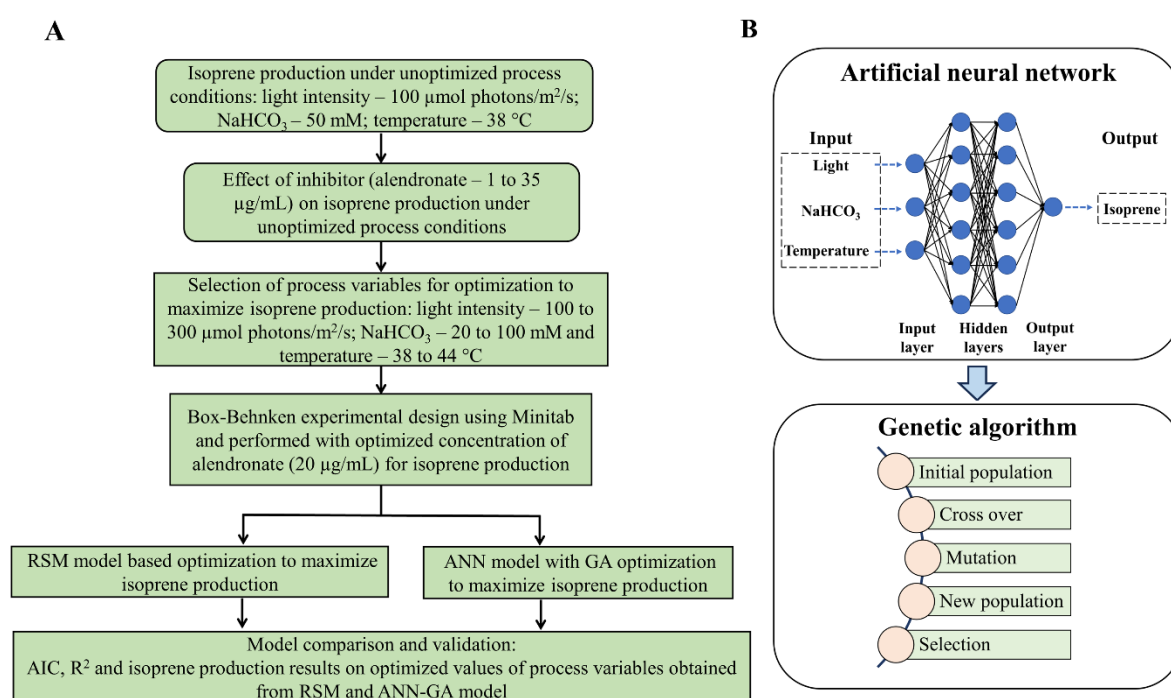 A
Isoprene production under unoptimized process
conditions: light intensity – 100 µmol photons/m²/s;
NaHCO₃ – 50 mM; temperature – 38 °C
Effect of inhibitor (alendronate – 1 to 35
µg/mL) on isoprene production under
unoptimized process conditions
Selection of process variables for optimization to
maximize isoprene production: light intensity – 100 to
300 µmol photons/m²/s; NaHCO₃ – 20 to 100 mM and
temperature – 38 to 44 °C
Box-Behnken experimental design using Minitab
and performed with optimized concentration of
alendronate (20 µg/mL) for isoprene production
RSM model based optimization to maximize
isoprene production
ANN model with GA optimization
to maximize isoprene production
Model comparison and validation:
AIC, R² and isoprene production results on optimized values of process variables obtained
from RSM and ANN-GA model
B
Artificial neural network
Input
Output
Light
NaHCO₃
Temperature
Isoprene
Input
layer
Hidden
layers
Output
layer
Genetic algorithm
Initial population
Cross over
Mutation
New population
Selection